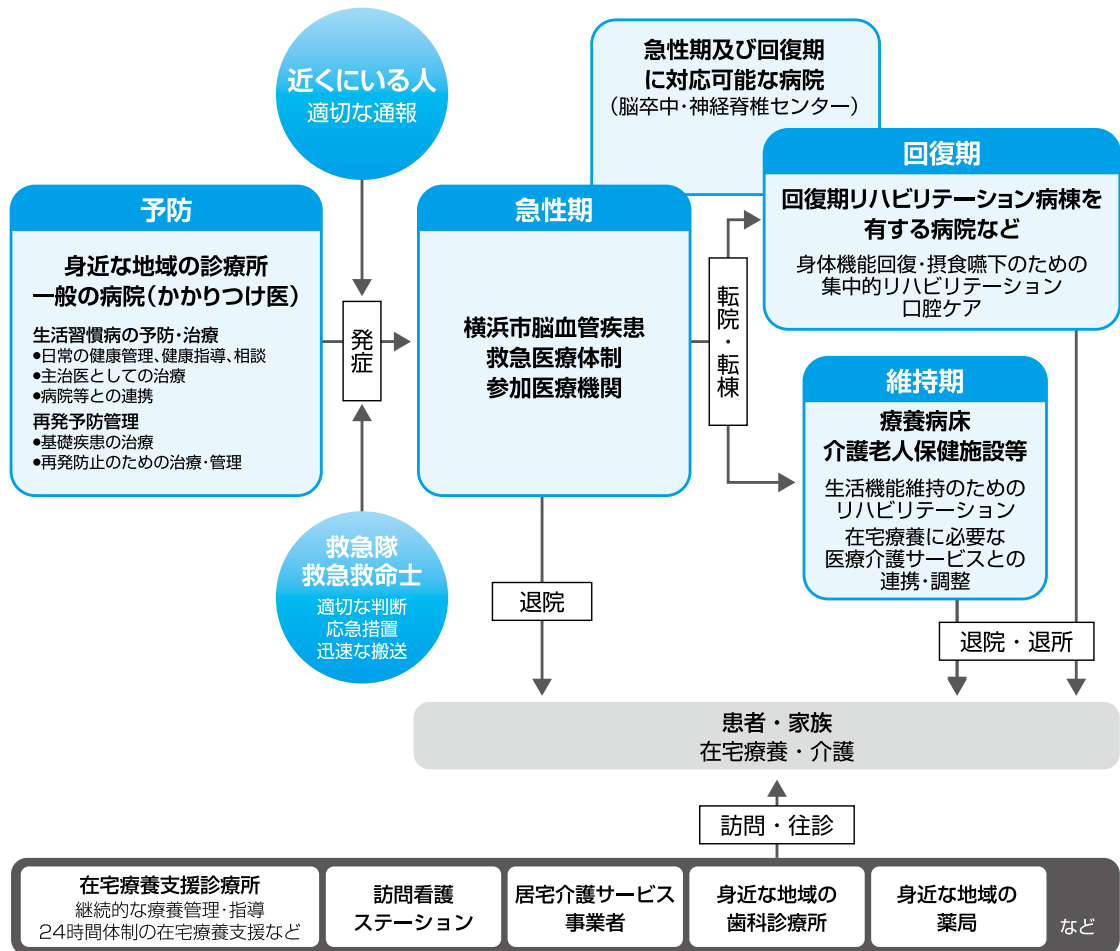 近くにいる人
適切な通報
急性期及び回復期
に対応可能な病院
（脳卒中・神経脊椎センター）
予防
身近な地域の診療所
一般の病院（かかりつけ医）
生活習慣病の予防・治療
●日常の健康管理、健康指導、相談
●主治医としての治療
●病院等との連携
再発予防管理
●基礎疾患の治療
●再発防止のための治療・管理
発症
救急隊
救急救命士
適切な判断
応急措置
迅速な搬送
急性期
横浜市脳血管疾患
救急医療体制
参加医療機関
転院・転棟
回復期
回復期リハビリテーション病棟を
有する病院など
身体機能回復・摂食嚥下のための
集中的リハビリテーション
口腔ケア
維持期
療養病床
介護老人保健施設等
生活機能維持のための
リハビリテーション
在宅療養に必要な
医療介護サービスとの
連携・調整
退院
退院・退所
患者・家族
在宅療養・介護
訪問・往診
在宅療養支援診療所
継続的な療養管理・指導
24時間体制の在宅療養支援など
訪問看護
ステーション
居宅介護サービス
事業者
身近な地域の
歯科診療所
身近な地域の
薬局
など